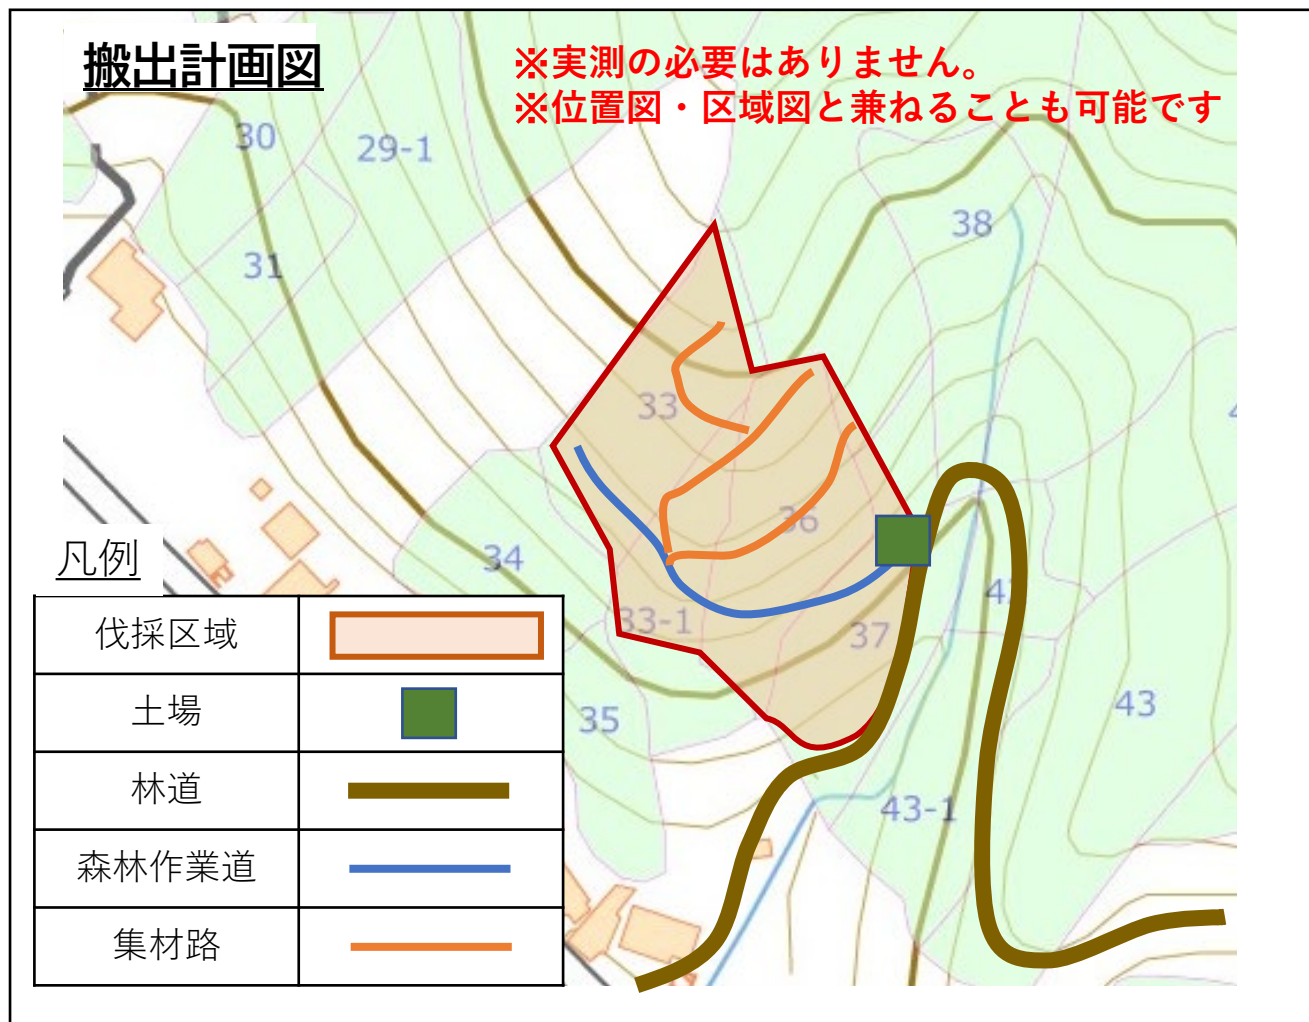 搬出計画図
※実測の必要はありません。
※位置図・区域図と兼ねることも可能です
30
29-1
38
31
33
36
34
33-1
37
35
43
43-1
凡例
伐採区域
土場
林道
森林作業道
集材路